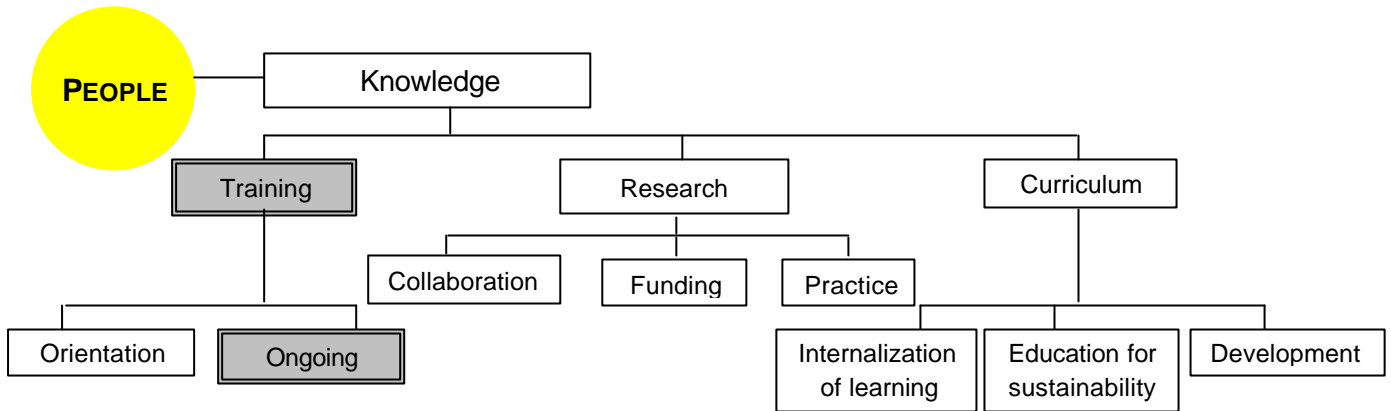 PEOPLE
Knowledge
Training
Research
Curriculum
Collaboration
Funding
Practice
Orientation
Ongoing
Internalization
of learning
Education for
sustainability
Development